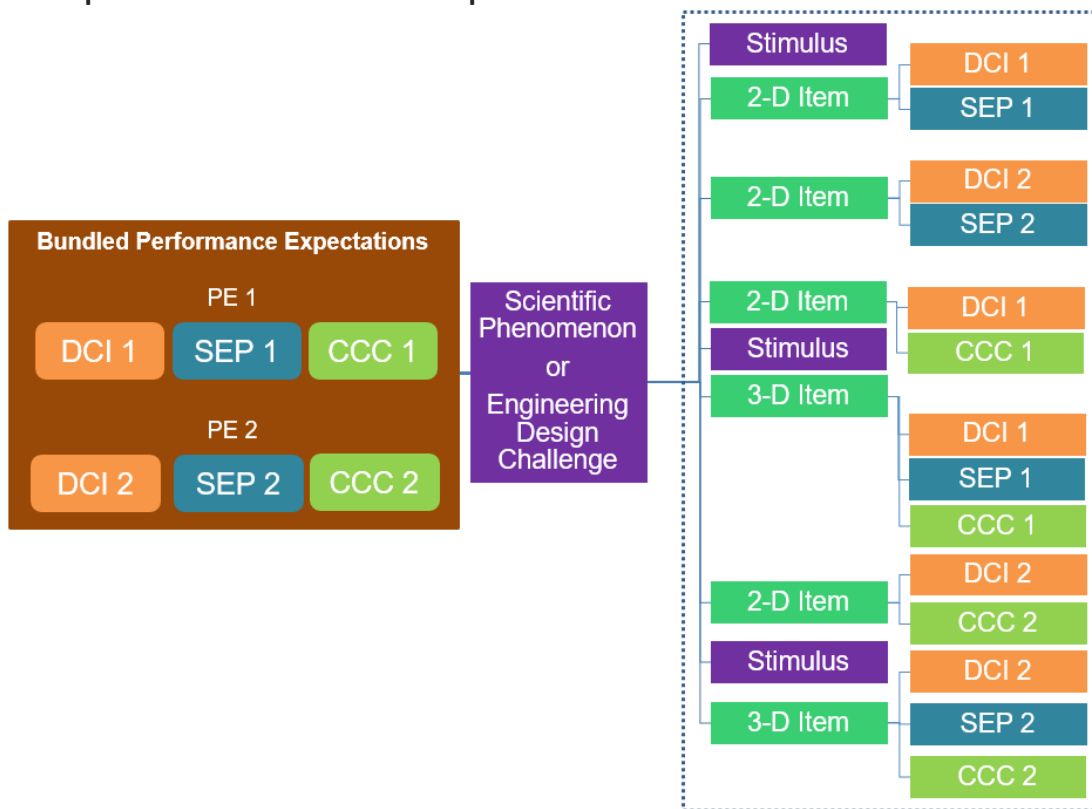 Bundled Performance Expectations
PE 1
DCI 1
SEP 1
CCC 1
PE 2
DCI 2
SEP 2
CCC 2
Scientific
Phenomenon
or
Engineering
Design
Challenge
Stimulus
2-D Item
DCI 1
SEP 1
2-D Item
DCI 2
SEP 2
2-D Item
DCI 1
CCC 1
Stimulus
3-D Item
DCI 1
SEP 1
CCC 1
2-D Item
DCI 2
CCC 2
Stimulus
3-D Item
DCI 2
SEP 2
CCC 2